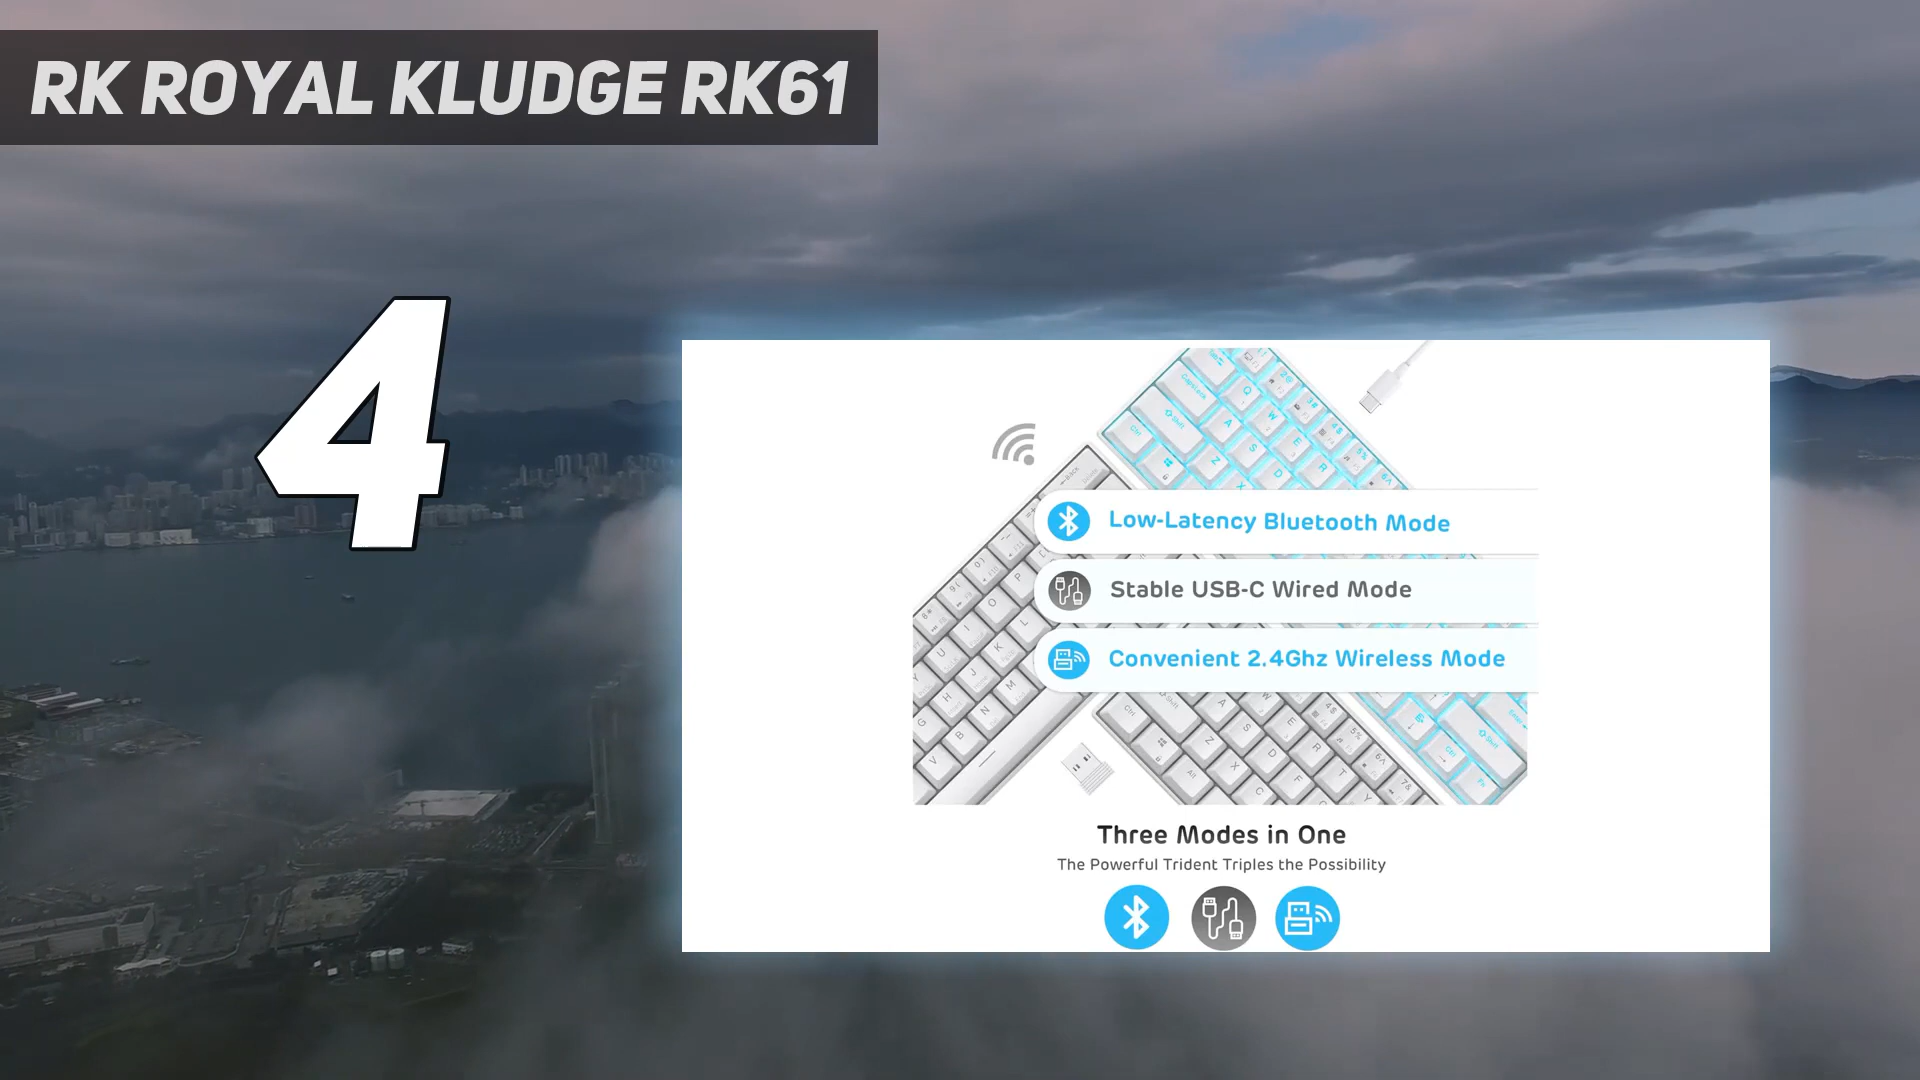 RK ROYAL KLUDGE RK61
4
Low-Latency Bluetooth Mode
Stable USB-C Wired Mode
Convenient 2.4Ghz Wireless Mode
Three Modes in One
The Powerful Trident Triples the Possibility